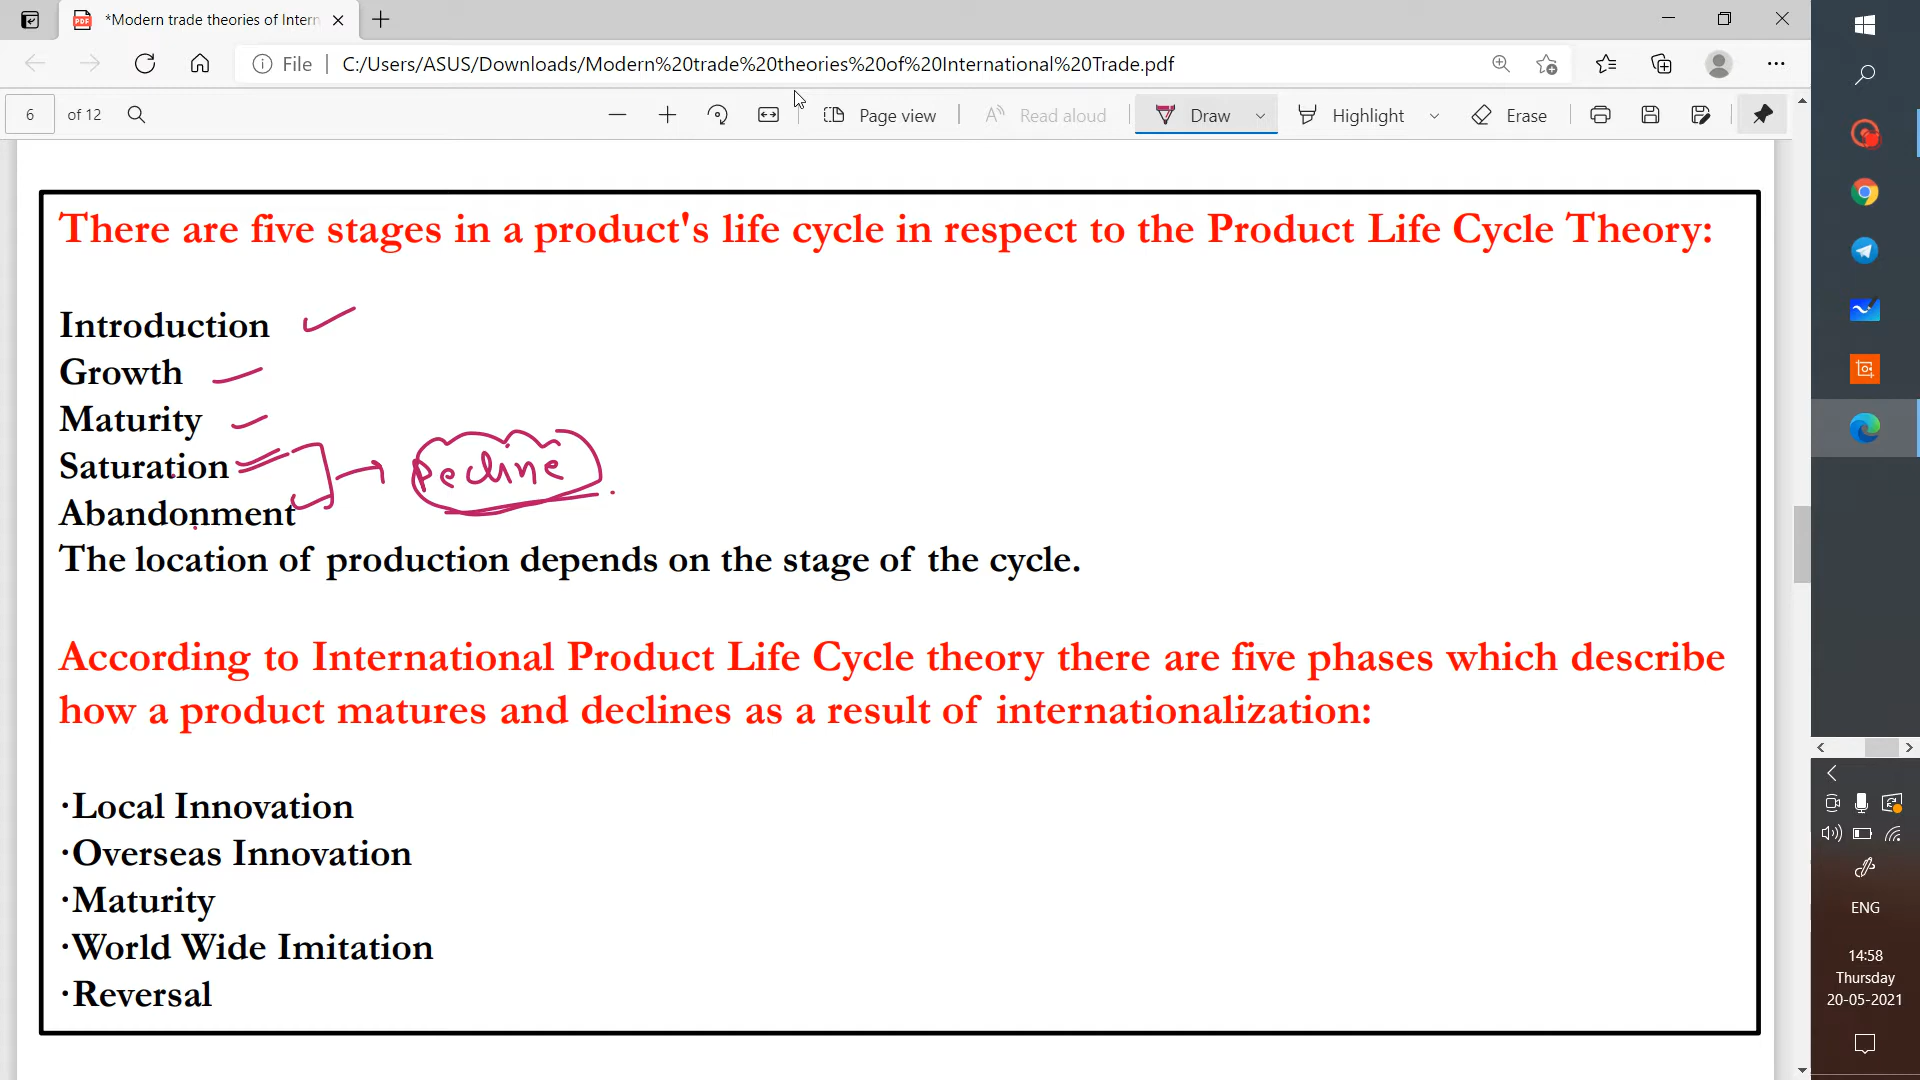 *Modern trade theories of Intern
File
C:/Users/ASUS/Downloads/Modern%20trade%20theories%20of%20International%20Trade.pdf
6 of 12
Page view
Read aloud
Draw
Highlight
Erase
There are five stages in a product's life cycle in respect to the Product Life Cycle Theory:
Introduction
Growth
Maturity
Saturation
Decline
Abandonment
The location of production depends on the stage of the cycle.
According to International Product Life Cycle theory there are five phases which describe
how a product matures and declines as a result of internationalization:
·Local Innovation
·Overseas Innovation
·Maturity
·World Wide Imitation
·Reversal
ENG
14:58
Thursday
20-05-2021